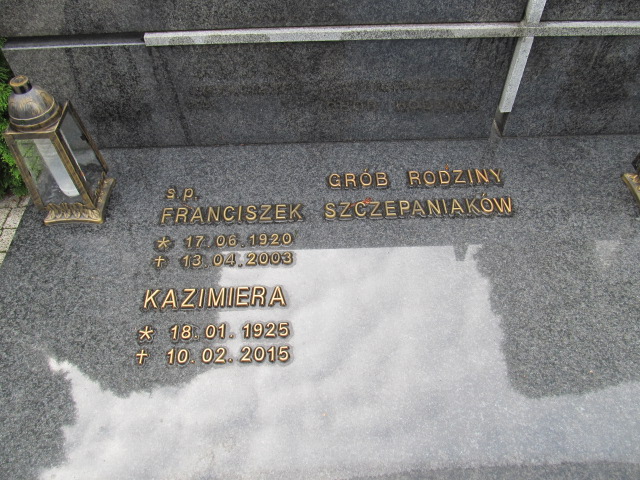 GRÓB RODZINY
SZCZEPANIAKÓW
s.p.
FRANCISZEK
* 17.06.1920
† 13.04.2003
KAZIMIERA
* 18.01.1925
† 10.02.2015